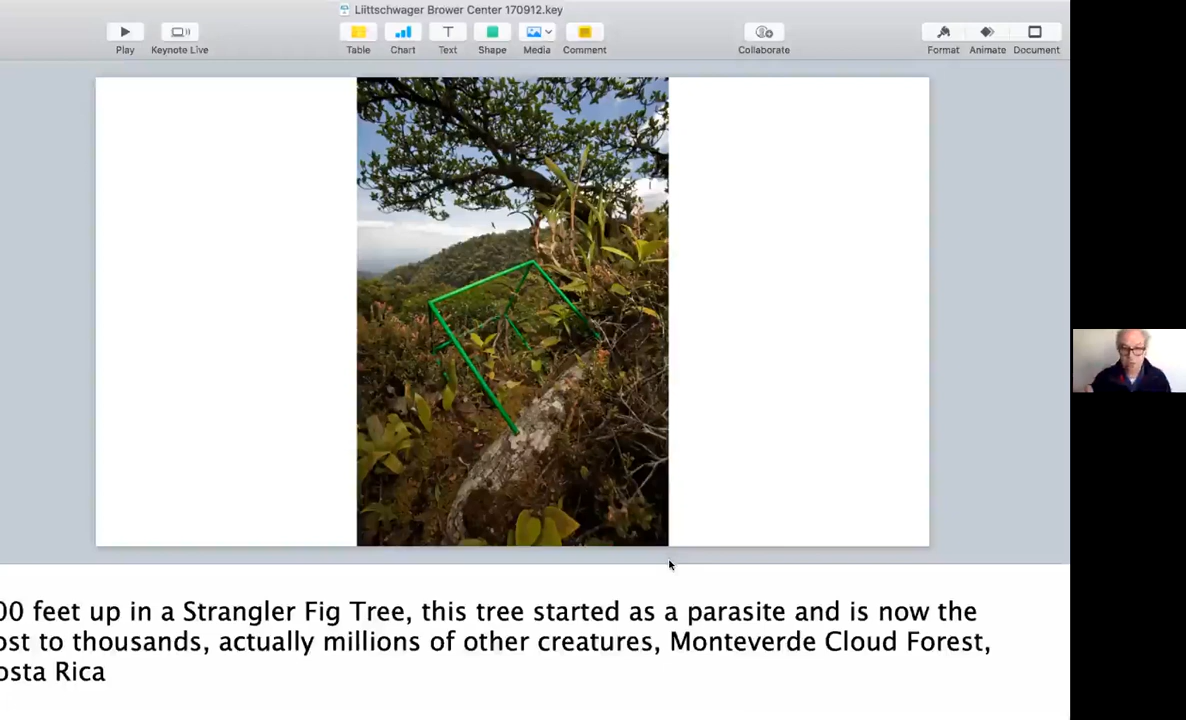 Liittschwager Brower Center 170912.key
Play
Keynote Live
Table
Chart
Text
Shape
Media
Comment
Collaborate
Format
Animate
Document
00 feet up in a Strangler Fig Tree, this tree started as a parasite and is now the
ost to thousands, actually millions of other creatures, Monteverde Cloud Forest,
osta Rica